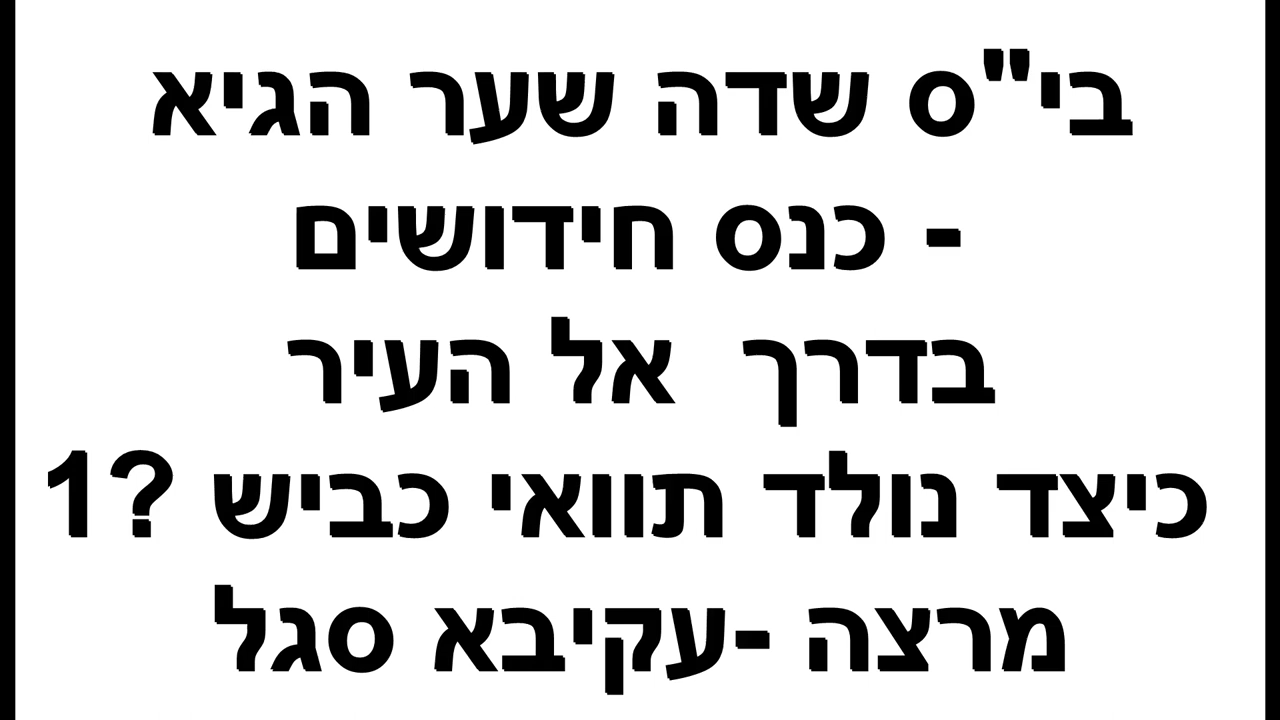 בי"ס שדה שער הגיא
- כנס חידושים
בדרך אל העיר
כיצד נולד תוואי כביש ?1
מרצה -עקיבא סגל